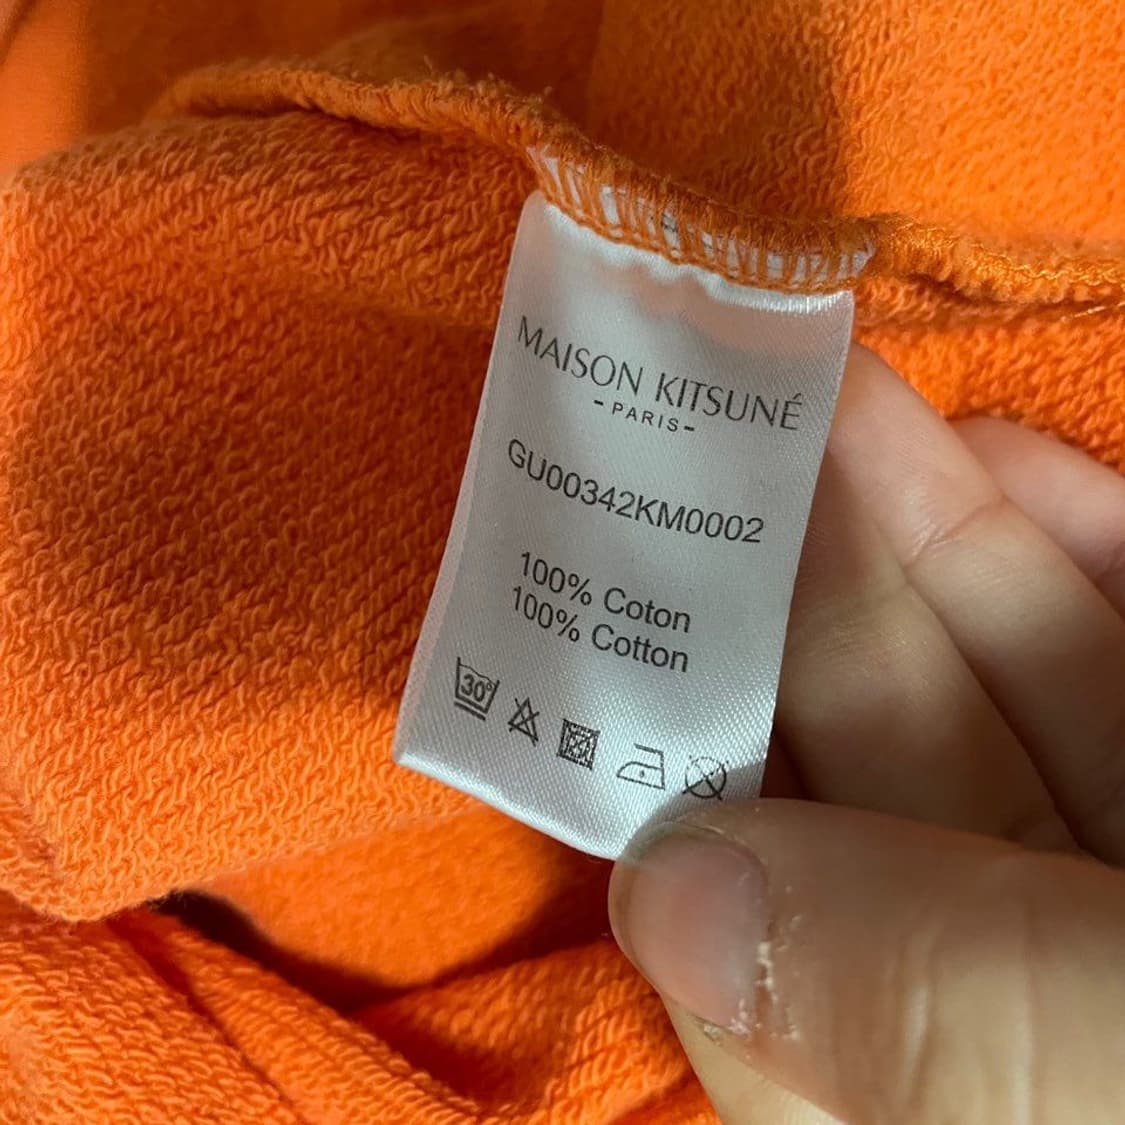 MAISON KITSUNÉ
-PARIS-
GU00342KM0002
100% Coton
100% Cotton
30°